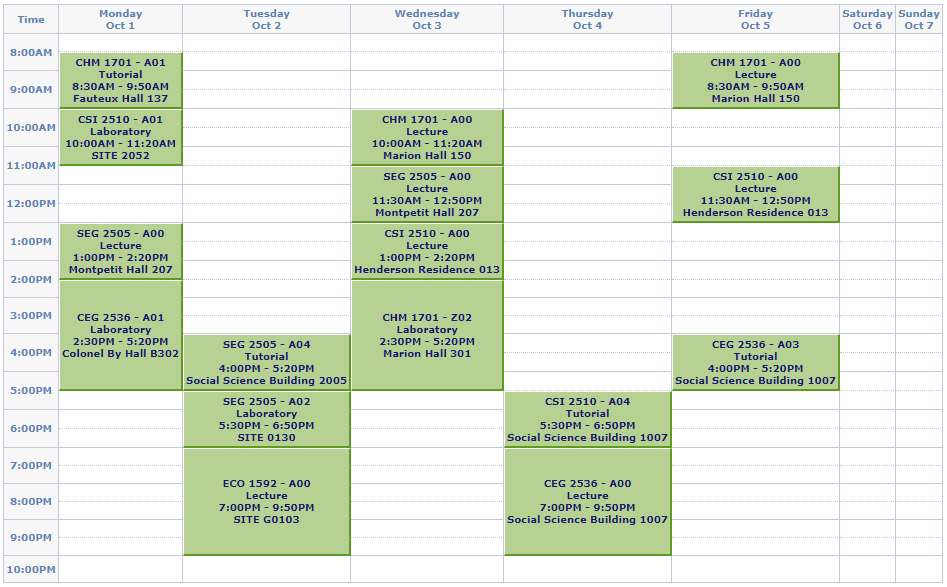 Time
Monday
Oct 1
Tuesday
Oct 2
Wednesday
Oct 3
Thursday
Oct 4
Friday
Oct 5
Saturday
Oct 6
Sunday
Oct 7
8:00AM
CHM 1701 - A01
Tutorial
8:30AM - 9:50AM
Fauteux Hall 137
CHM 1701 - A00
Lecture
8:30AM - 9:50AM
Marion Hall 150
9:00AM
10:00AM
CSI 2510 - A01
Laboratory
10:00AM - 11:20AM
SITE 2052
CHM 1701 - A00
Lecture
10:00AM - 11:20AM
Marion Hall 150
11:00AM
SEG 2505 - A00
Lecture
11:30AM - 12:50PM
Montpetit Hall 207
CSI 2510 - A00
Lecture
11:30AM - 12:50PM
Henderson Residence 013
12:00PM
1:00PM
SEG 2505 - A00
Lecture
1:00PM - 2:20PM
Montpetit Hall 207
CSI 2510 - A00
Lecture
1:00PM - 2:20PM
Henderson Residence 013
2:00PM
CEG 2536 - A01
Laboratory
2:30PM - 5:20PM
Colonel By Hall B302
CHM 1701 - Z02
Laboratory
2:30PM - 5:20PM
Marion Hall 301
3:00PM
4:00PM
SEG 2505 - A04
Tutorial
4:00PM - 5:20PM
Social Science Building 2005
CEG 2536 - A03
Tutorial
4:00PM - 5:20PM
Social Science Building 1007
5:00PM
SEG 2505 - A02
Laboratory
5:30PM - 6:50PM
SITE 0130
CSI 2510 - A04
Tutorial
5:30PM - 6:50PM
Social Science Building 1007
6:00PM
7:00PM
ECO 1592 - A00
Lecture
7:00PM - 9:50PM
SITE G0103
CEG 2536 - A00
Lecture
7:00PM - 9:50PM
Social Science Building 1007
8:00PM
9:00PM
10:00PM